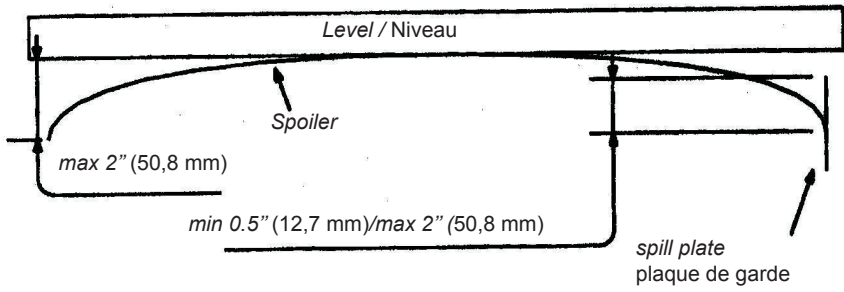 Level / Niveau
Spoiler
max 2” (50,8 mm)
min 0.5” (12,7 mm)/max 2” (50,8 mm)
spill plate
plaque de garde